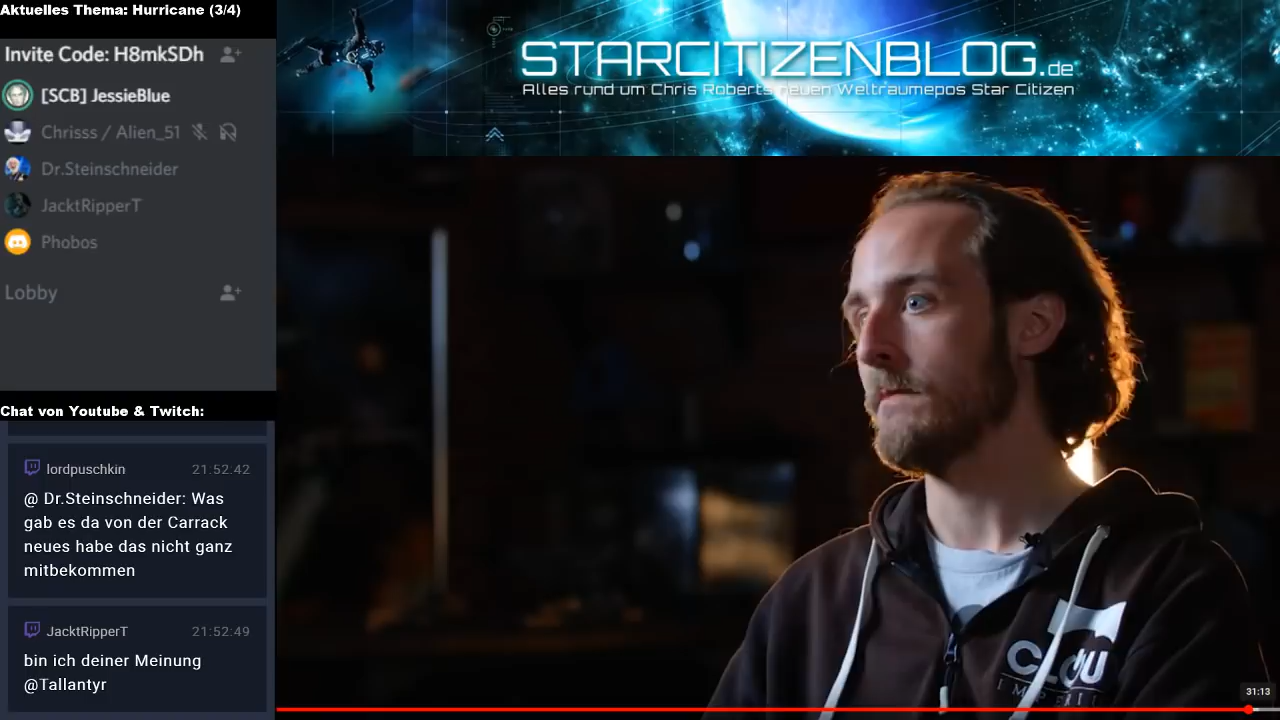 Aktuelles Thema: Hurricane (3/4)
Invite Code: H8mkSDh
[SCB] JessieBlue
Chrisss / Alien_51
Dr.Steinschneider
JacktRipperT
Phobos
Lobby
Chat von Youtube & Twitch:
lordpuschkin 21:52:42
@ Dr.Steinschneider: Was
gab es da von der Carrack
neues habe das nicht ganz
mitbekommen
JacktRipperT 21:52:49
bin ich deiner Meinung
@Tallantyr
STARCITIZENBLOG.de
Alles rund um Chris Roberts neuen Weltraumepos Star Citizen
31:13